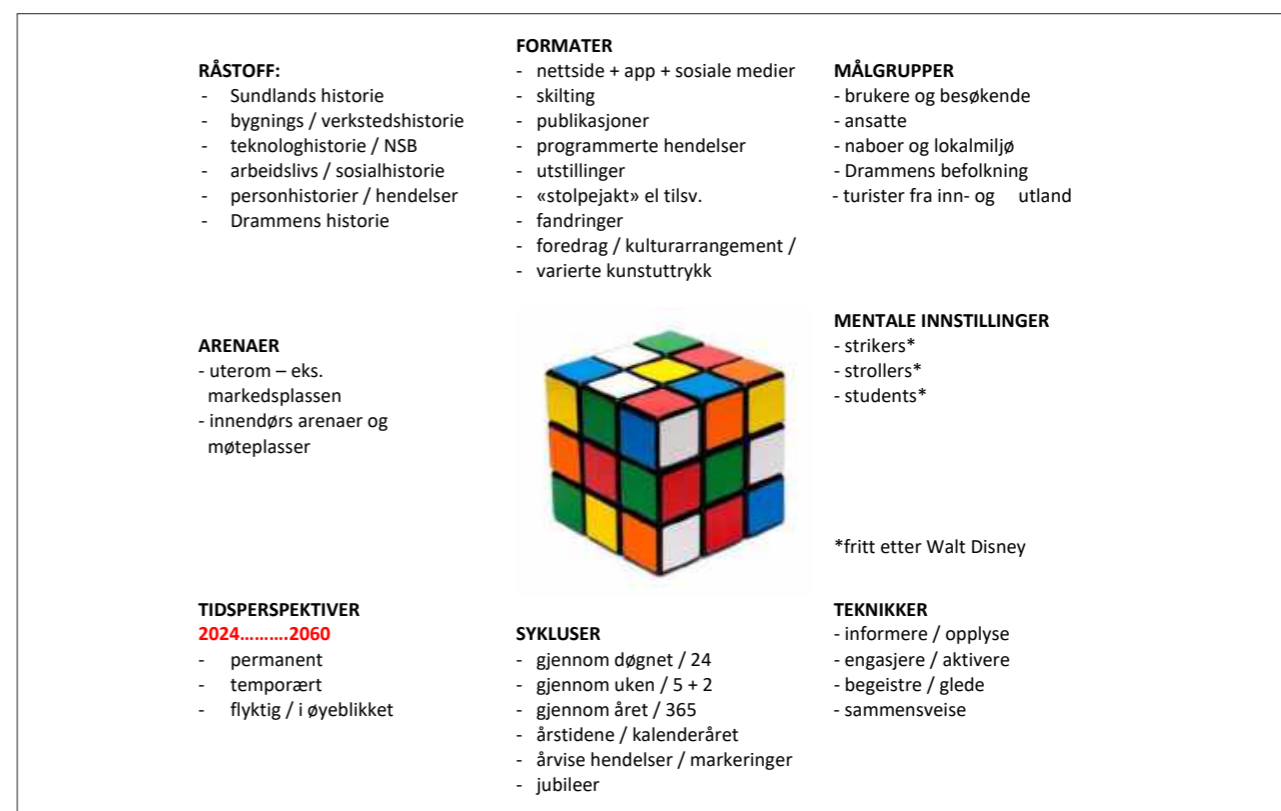 RÅSTOFF:
- Sundlands historie
- bygnings / verkstedshistorie
- teknologhistorie / NSB
- arbeidslivs / sosialhistorie
- personhistorier / hendelser
- Drammens historie
FORMATER
- nettside + app + sosiale medier
- skilting
- publikasjoner
- programmerte hendelser
- utstillinger
- «stolpejakt» el tilsv.
- fandringer
- foredrag / kulturarrangement /
- varierte kunstuttrykk
MÅLGRUPPER
- brukere og besøkende
- ansatte
- naboer og lokalmiljø
- Drammens befolkning
- turister fra inn- og utland
ARENAER
- uterom – eks.
markedsplassen
- innendørs arenaer og
møteplasser
MENTALE INNSTILLINGER
- strikers*
- strollers*
- students*
*fritt etter Walt Disney
TIDSPERSPEKTIVER
2024……….2060
- permanent
- temporært
- flyktig / i øyeblikket
SYKLUSER
- gjennom døgnet / 24
- gjennom uken / 5 + 2
- gjennom året / 365
- årstidene / kalenderåret
- årvise hendelser / markeringer
- jubileer
TEKNIKKER
- informere / opplyse
- engasjere / aktivere
- begeistre / glede
- sammensveise